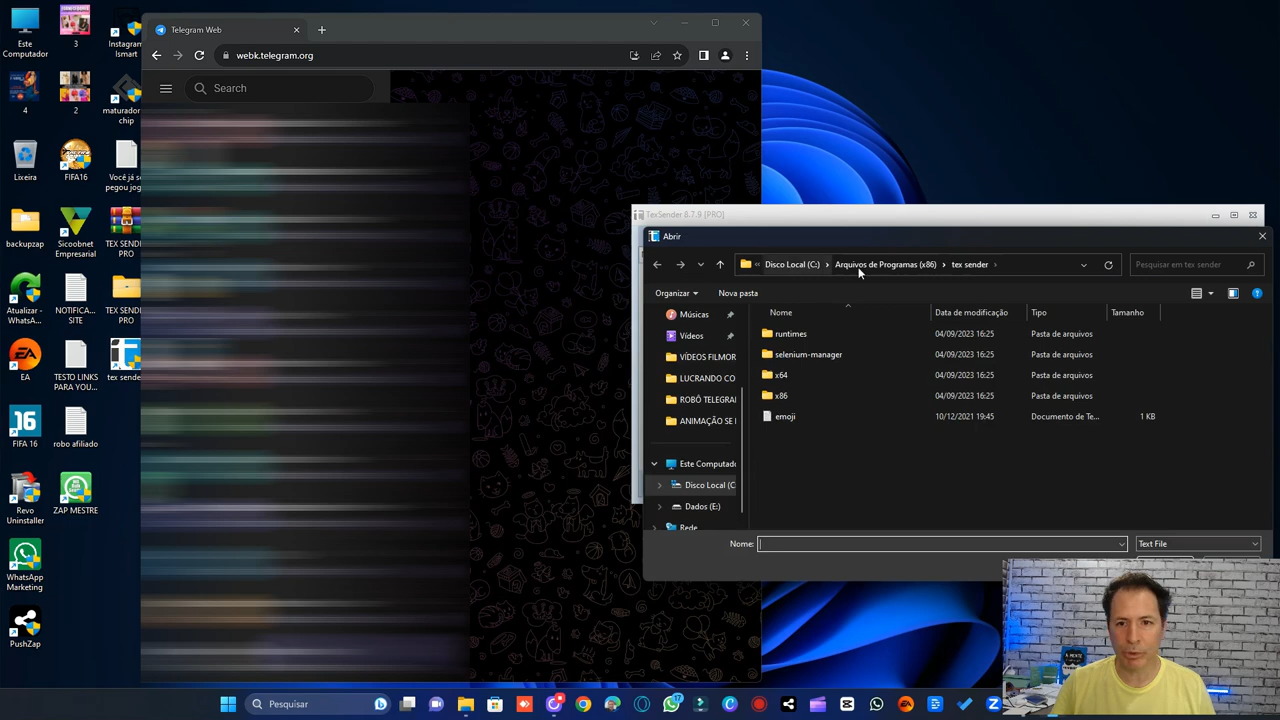 Este
Computador
3
Instagram
Ismart
4
2
maturador
chip
Lixeira
FIFA16
Você já se
pegou jog...
backupzap
Sicoobnet
Empresarial
TEX SENDE
PRO
Atualizar -
WhatsA...
NOTIFICA...
SITE
TEX SENDE
PRO
EA
TESTO LINKS
PARA YOU...
tex sende
FIFA 16
robo afiliado
Revo
Uninstaller
ZAP MESTRE
WhatsApp
Marketing
PushZap
Telegram Web
webk.telegram.org
Search
TexSender 8.7.9 [PRO]
Abrir
« Disco Local (C:) › Arquivos de Programas (x86) › tex sender ›
Pesquisar em tex sender
Organizar
Nova pasta
Músicas
Vídeos
VÍDEOS FILMOR
LUCRANDO CO
ROBÔ TELEGRA
ANIMAÇÃO SE I
Este Computado
Disco Local (C
Dados (E:)
Rede
Nome
Data de modificação
Tipo
Tamanho
runtimes
04/09/2023 16:25
Pasta de arquivos
selenium-manager
04/09/2023 16:25
Pasta de arquivos
x64
04/09/2023 16:25
Pasta de arquivos
x86
04/09/2023 16:25
Pasta de arquivos
emoji
10/12/2021 19:45
Documento de Te...
1 KB
Nome:
Text File
A MENTE
Pesquisar
17